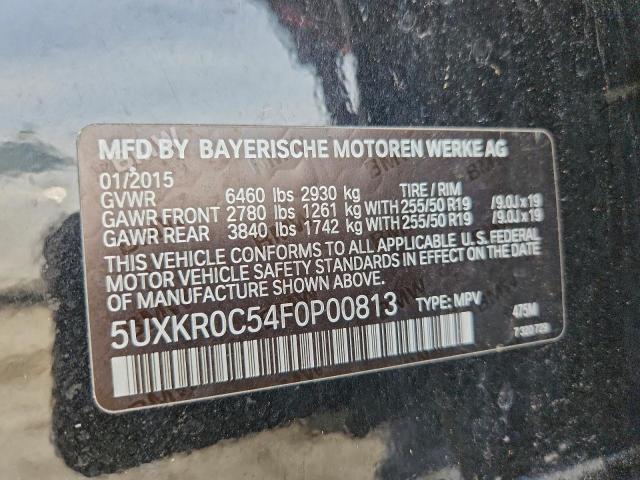 MFD BY BAYERISCHE MOTOREN WERKE AG
01/2015
GVWR 6460 lbs 2930 kg TIRE / RIM
GAWR FRONT 2780 lbs 1261 kg WITH 255/50 R19 /9.0J x 19
GAWR REAR 3840 lbs 1742 kg WITH 255/50 R19 /9.0J x 19
THIS VEHICLE CONFORMS TO ALL APPLICABLE U.S. FEDERAL
MOTOR VEHICLE SAFETY STANDARDS IN EFFECT ON THE DATE
OF MANUFACTURE SHOWN ABOVE.
5UXKR0C54F0P00813 TYPE: MPV 475M